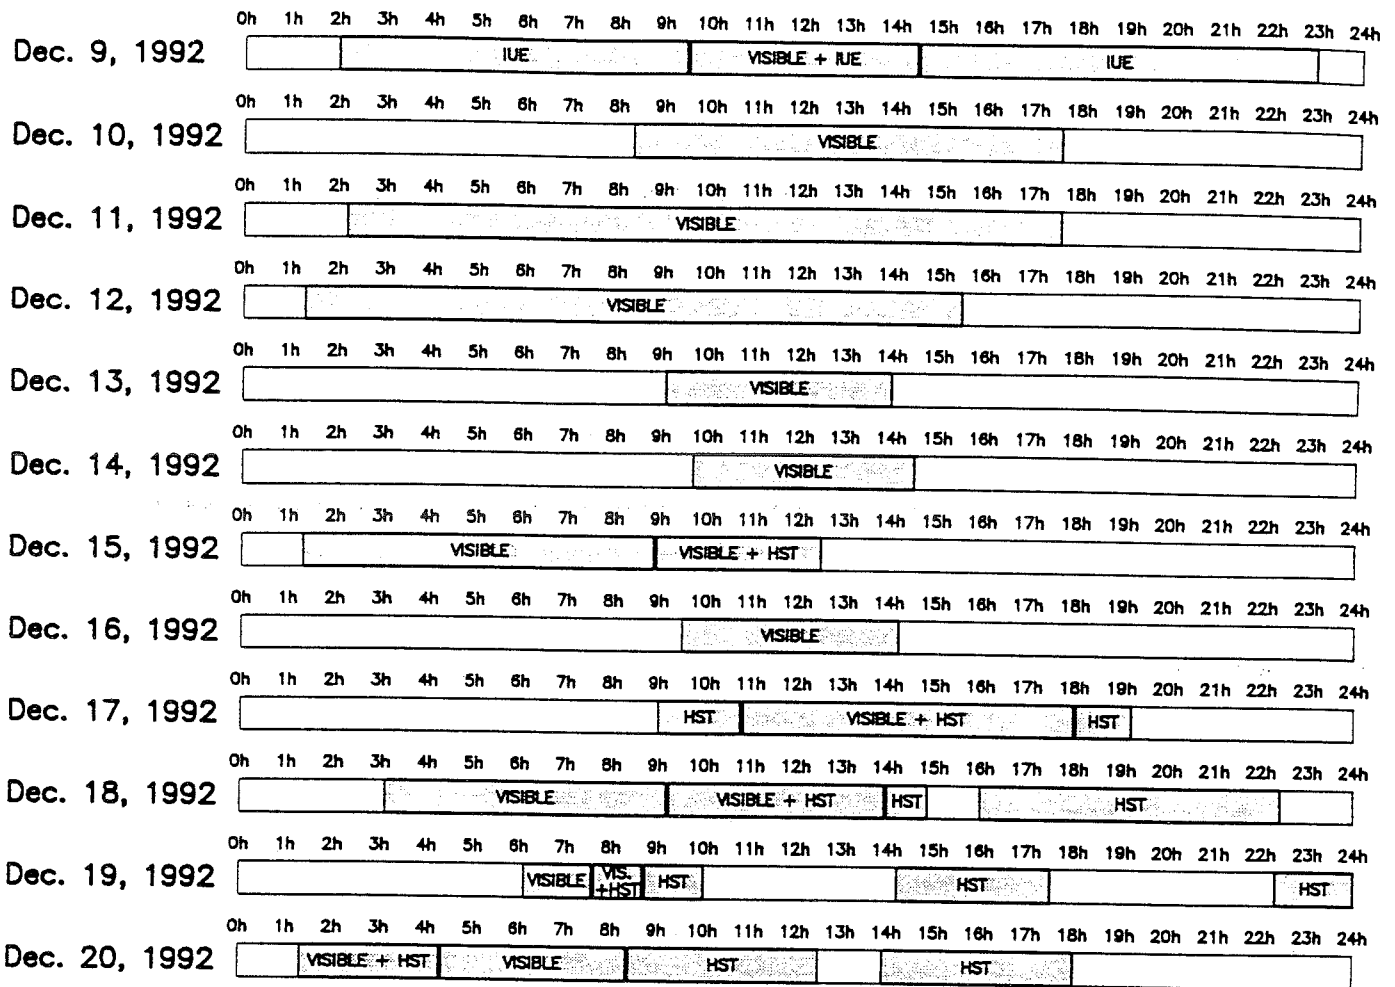 0h 1h 2h 3h 4h 5h 6h 7h 8h 9h 10h 11h 12h 13h 14h 15h 16h 17h 18h 19h 20h 21h 22h 23h 24h
Dec. 9, 1992 IUE VISIBLE + IUE IUE
0h 1h 2h 3h 4h 5h 6h 7h 8h 9h 10h 11h 12h 13h 14h 15h 16h 17h 18h 19h 20h 21h 22h 23h 24h
Dec. 10, 1992 VISIBLE
0h 1h 2h 3h 4h 5h 6h 7h 8h 9h 10h 11h 12h 13h 14h 15h 16h 17h 18h 19h 20h 21h 22h 23h 24h
Dec. 11, 1992 VISIBLE
0h 1h 2h 3h 4h 5h 6h 7h 8h 9h 10h 11h 12h 13h 14h 15h 16h 17h 18h 19h 20h 21h 22h 23h 24h
Dec. 12, 1992 VISIBLE
0h 1h 2h 3h 4h 5h 6h 7h 8h 9h 10h 11h 12h 13h 14h 15h 16h 17h 18h 19h 20h 21h 22h 23h 24h
Dec. 13, 1992 VISIBLE
0h 1h 2h 3h 4h 5h 6h 7h 8h 9h 10h 11h 12h 13h 14h 15h 16h 17h 18h 19h 20h 21h 22h 23h 24h
Dec. 14, 1992 VISIBLE
0h 1h 2h 3h 4h 5h 6h 7h 8h 9h 10h 11h 12h 13h 14h 15h 16h 17h 18h 19h 20h 21h 22h 23h 24h
Dec. 15, 1992 VISIBLE VISIBLE + HST
0h 1h 2h 3h 4h 5h 6h 7h 8h 9h 10h 11h 12h 13h 14h 15h 16h 17h 18h 19h 20h 21h 22h 23h 24h
Dec. 16, 1992 VISIBLE
0h 1h 2h 3h 4h 5h 6h 7h 8h 9h 10h 11h 12h 13h 14h 15h 16h 17h 18h 19h 20h 21h 22h 23h 24h
Dec. 17, 1992 HST VISIBLE + HST HST
0h 1h 2h 3h 4h 5h 6h 7h 8h 9h 10h 11h 12h 13h 14h 15h 16h 17h 18h 19h 20h 21h 22h 23h 24h
Dec. 18, 1992 VISIBLE VISIBLE + HST HST HST
0h 1h 2h 3h 4h 5h 6h 7h 8h 9h 10h 11h 12h 13h 14h 15h 16h 17h 18h 19h 20h 21h 22h 23h 24h
Dec. 19, 1992 VISIBLE VIS. +HST HST HST HST
0h 1h 2h 3h 4h 5h 6h 7h 8h 9h 10h 11h 12h 13h 14h 15h 16h 17h 18h 19h 20h 21h 22h 23h 24h
Dec. 20, 1992 VISIBLE + HST VISIBLE HST HST